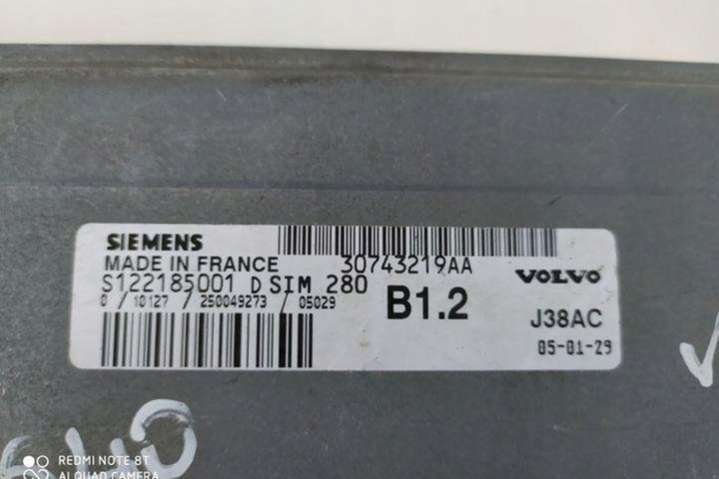 SIEMENS
MADE IN FRANCE 30743219AA
S122185001 D SIM 280
0 / 10127 / 250049273 / 05029
B1.2
VOLVO
J38AC
05-01-29
REDMI NOTE 8T
AI QUAD CAMERA